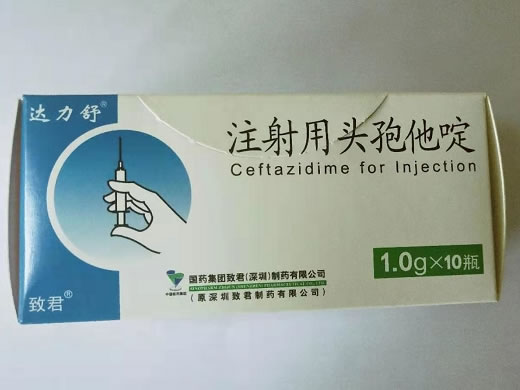 达力舒®
注射用头孢他啶
Ceftazidime for Injection
国药集团致君(深圳)制药有限公司
(原深圳致君制药有限公司)
1.0g×10瓶
致君®